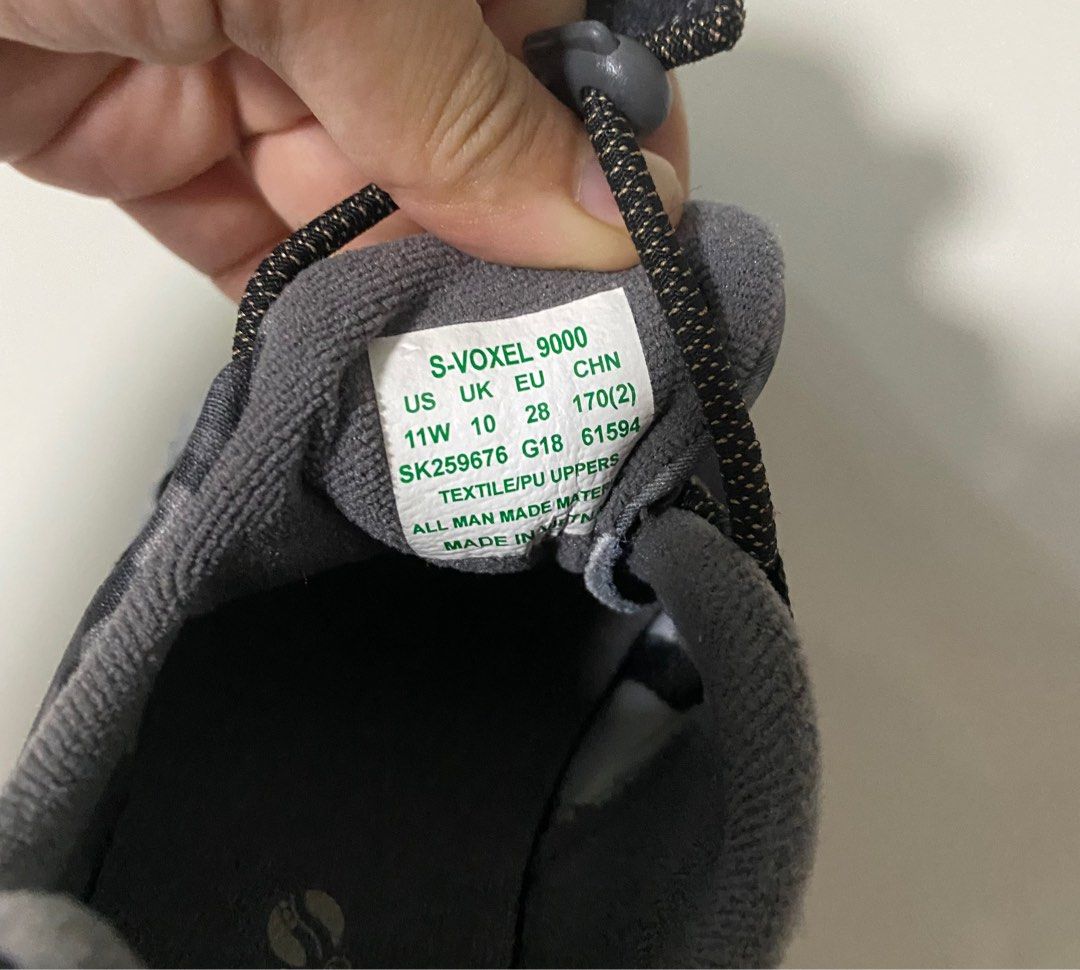 S-VOXEL 9000
US UK EU CHN
11W 10 28 170(2)
SK259676 G18 61594
TEXTILE/PU UPPERS
ALL MAN MADE
MADE IN